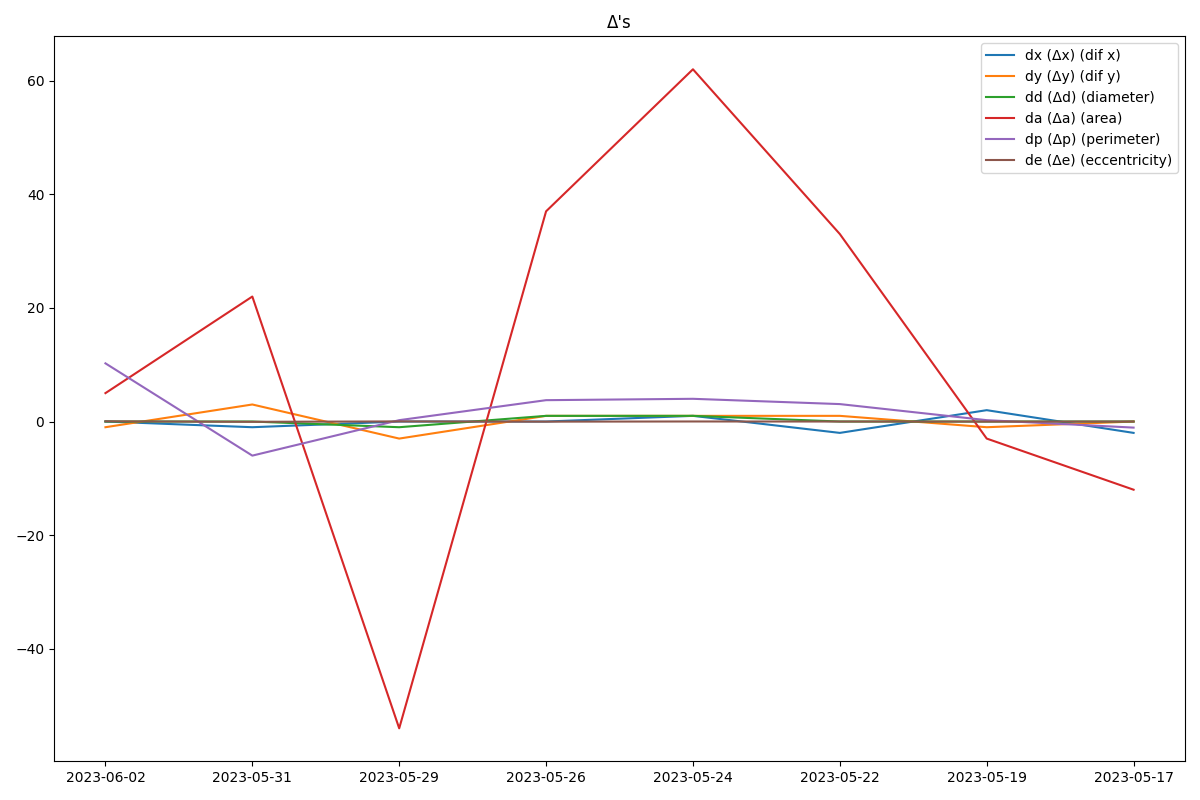 Δ's
dx (Δx) (dif x)
dy (Δy) (dif y)
dd (Δd) (diameter)
da (Δa) (area)
dp (Δp) (perimeter)
de (Δe) (eccentricity)
60
40
20
0
−20
−40
2023-06-02 2023-05-31 2023-05-29 2023-05-26 2023-05-24 2023-05-22 2023-05-19 2023-05-17